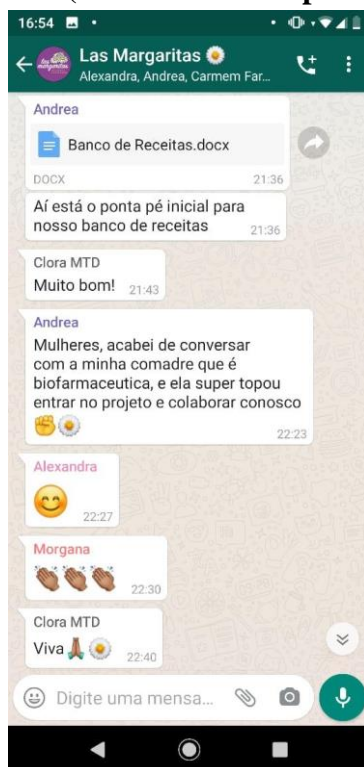 16:54
Las Margaritas
Alexandra, Andrea, Carmem Far...
Andrea
Banco de Receitas.docx
DOCX 21:36
Aí está o ponta pé inicial para
nosso banco de receitas 21:36
Clora MTD
Muito bom! 21:43
Andrea
Mulheres, acabei de conversar
com a minha comadre que é
biofarmaceutica, e ela super topou
entrar no projeto e colaborar conosco
22:23
Alexandra
22:27
Morgana
22:30
Clora MTD
Viva 22:40
Digite uma mensa...